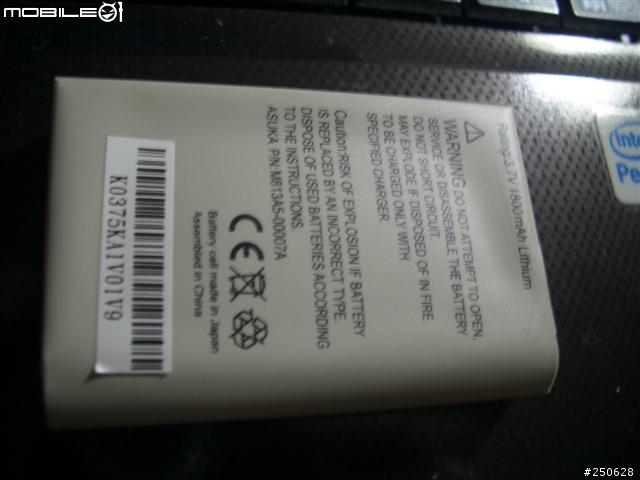 MOBILE01
Rating:3.7V 1800mAh Lithium
WARNING DO NOT ATTEMPT TO OPEN.
SERVICE OR DISASSEMBLE THE BATTERY
DO NOT SHORT CIRCUIT.
MAY EXPLODE IF DISPOSED OF IN FIRE.
TO BE CHARGED ONLY WITH
SPECIFIED CHARGER.
Caution:RISK OF EXPLOSION IF BATTERY
IS REPLACED BY AN INCORRECT TYPE.
DISPOSE OF USED BATTERIES ACCORDING
TO THE INSTRUCTIONS
ASUKA P/N:M813A5-00007A
CE
Battery cell made in Japan
Assembled in China
K0375KA1V01V9
#250628